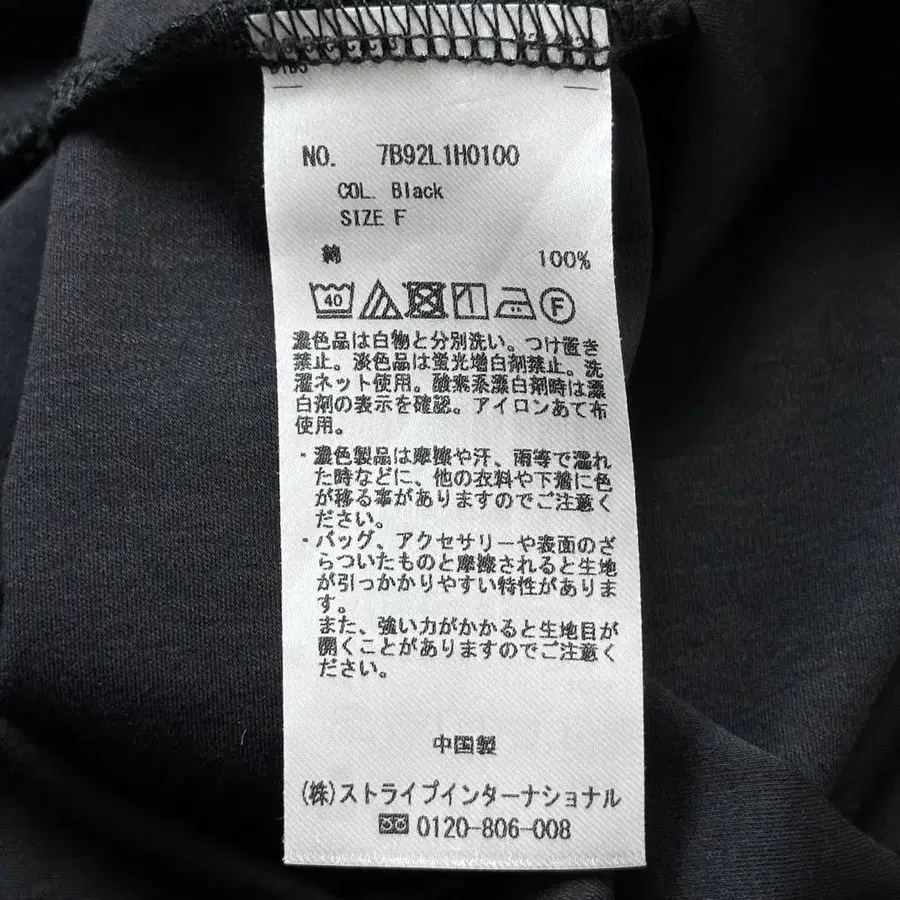 NO. 7B92L1H0100
COL. Black
SIZE F
綿 100%
40
F
濃色品は白物と分別洗い。つけ置き
禁止。淡色品は蛍光増白剤禁止。洗
濯ネット使用。酸素系漂白剤時は漂
白剤の表示を確認。アイロンあて布
使用。
・濃色製品は摩擦や汗、雨等で濡れ
た時などに、他の衣料や下着に色
が移る率がありますのでご注意く
ださい。
・バッグ、アクセサリーや表面のざ
らついたものと摩擦されると生地
が引っかかりやすい特性がありま
す。
また、強い力がかかると生地目が
開くことがありますのでご注意く
ださい。
中国製
(株)ストライプインターナショナル
0120-806-008